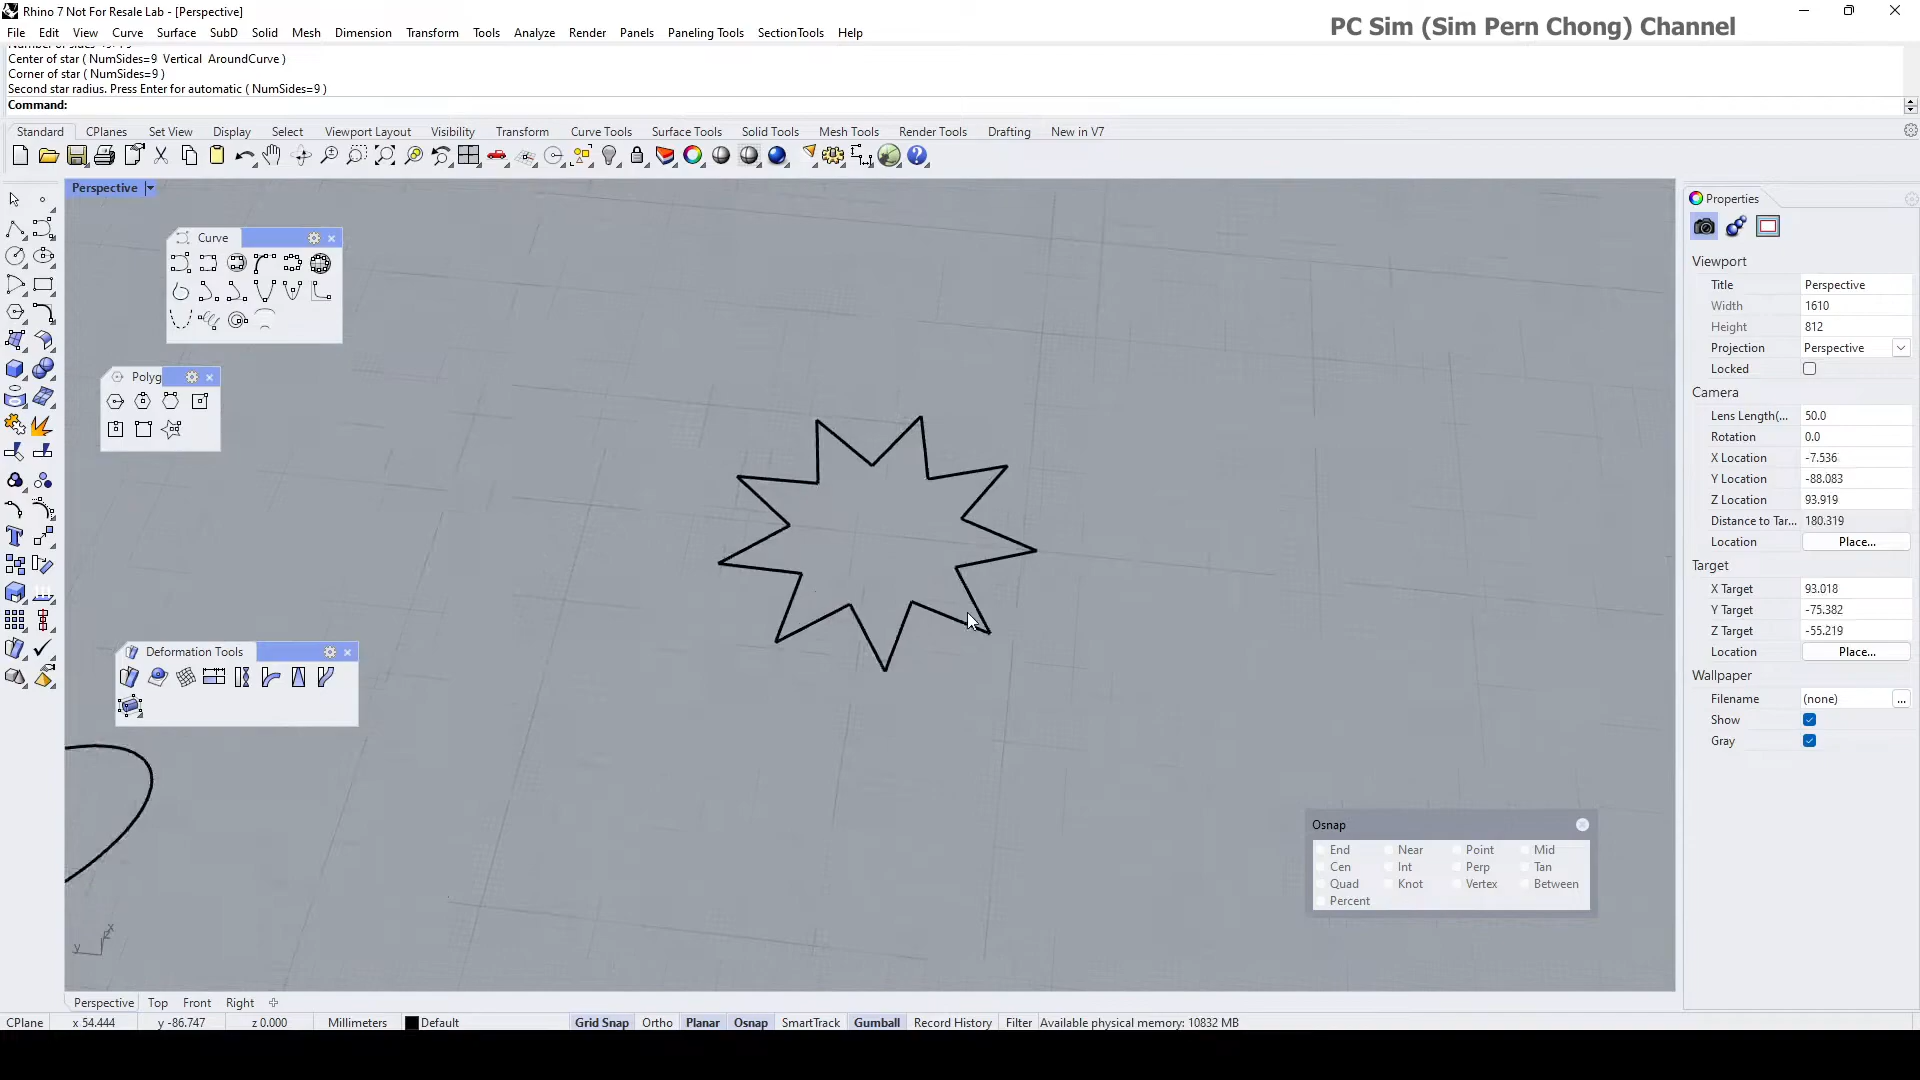 Rhino 7 Not For Resale Lab - [Perspective]
PC Sim (Sim Pern Chong) Channel
File Edit View Curve Surface SubD Solid Mesh Dimension Transform Tools Analyze Render Panels Paneling Tools SectionTools Help
Center of star ( NumSides=9 Vertical AroundCurve )
Corner of star ( NumSides=9 )
Second star radius. Press Enter for automatic ( NumSides=9 )
Command:
Standard CPlanes Set View Display Select Viewport Layout Visibility Transform Curve Tools Surface Tools Solid Tools Mesh Tools Render Tools Drafting New in V7
Perspective
Properties
Curve
Viewport
Title Perspective
Width 1610
Height 812
Projection Perspective
Locked
Polyg
Camera
Lens Length(... 50.0
Rotation 0.0
X Location -7.536
Y Location -88.083
Z Location 93.919
Distance to Tar... 180.319
Location Place...
Target
X Target 93.018
Y Target -75.382
Z Target -55.219
Location Place...
Deformation Tools
Wallpaper
Filename (none) ...
Show
Gray
Osnap
End Near Point Mid
Cen Int Perp Tan
Quad Knot Vertex Between
Percent
y z x
Perspective Top Front Right
CPlane x 54.444 y -86.747 z 0.000 Millimeters Default Grid Snap Ortho Planar Osnap SmartTrack Gumball Record History Filter Available physical memory: 10832 MB